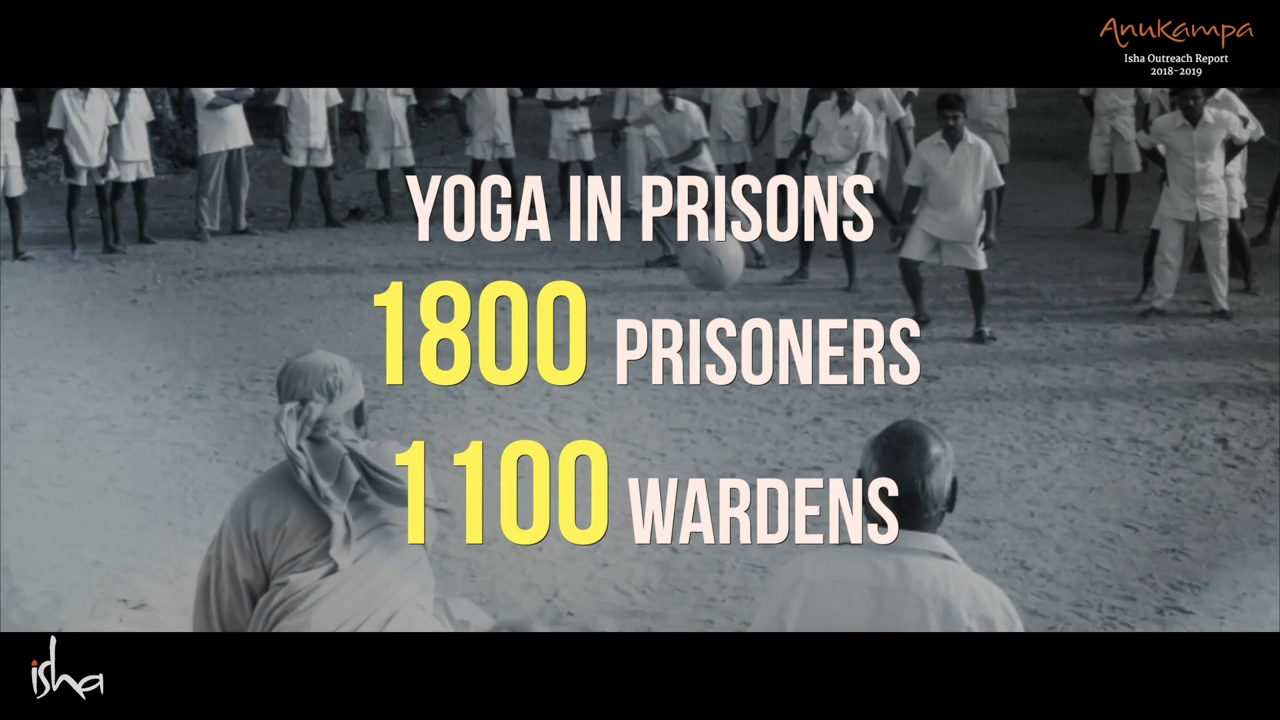 Anukampa
Isha Outreach Report
2018-2019
YOGA IN PRISONS
1800 PRISONERS
1100 WARDENS
isha